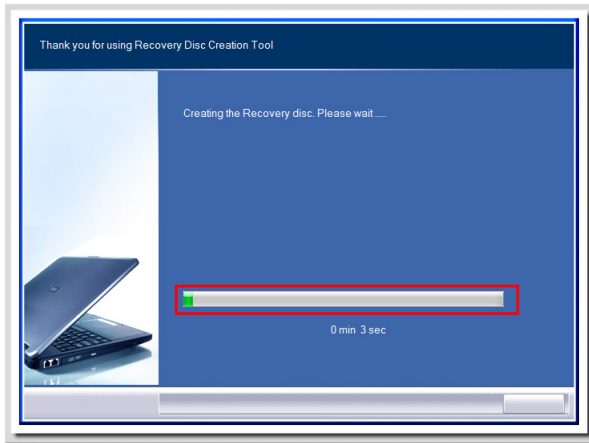 Thank you for using Recovery Disc Creation Tool
Creating the Recovery disc. Please wait .....
0 min 3 sec